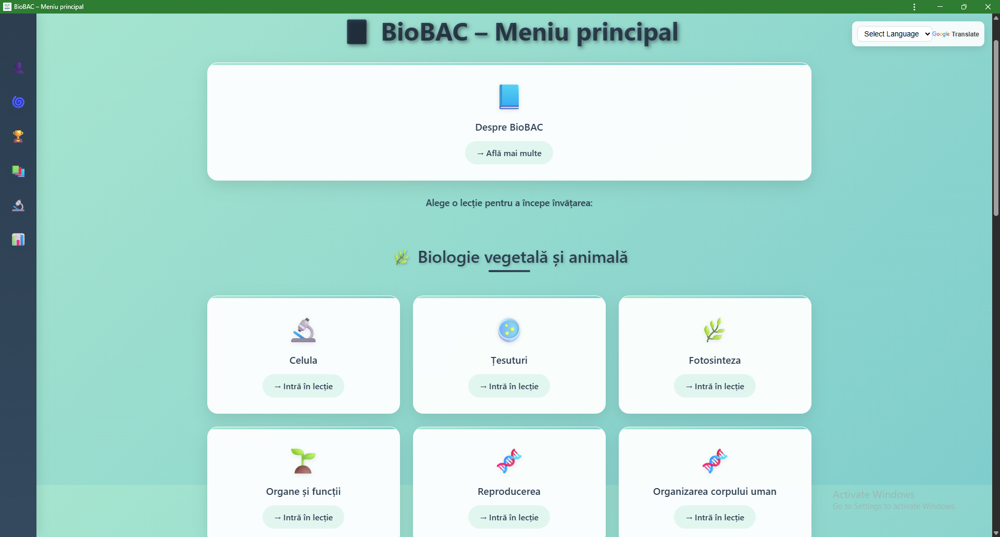 BioBAC – Meniu principal
BioBAC – Meniu principal
Select Language
Google Translate
Despre BioBAC
→ Află mai multe
Alege o lecție pentru a începe învățarea:
Biologie vegetală și animală
Celula
→ Intră în lecție
Țesuturi
→ Intră în lecție
Fotosinteza
→ Intră în lecție
Organe și funcții
→ Intră în lecție
Reproducerea
→ Intră în lecție
Organizarea corpului uman
→ Intră în lecție
Activate Windows
Go to Settings to activate Windows.